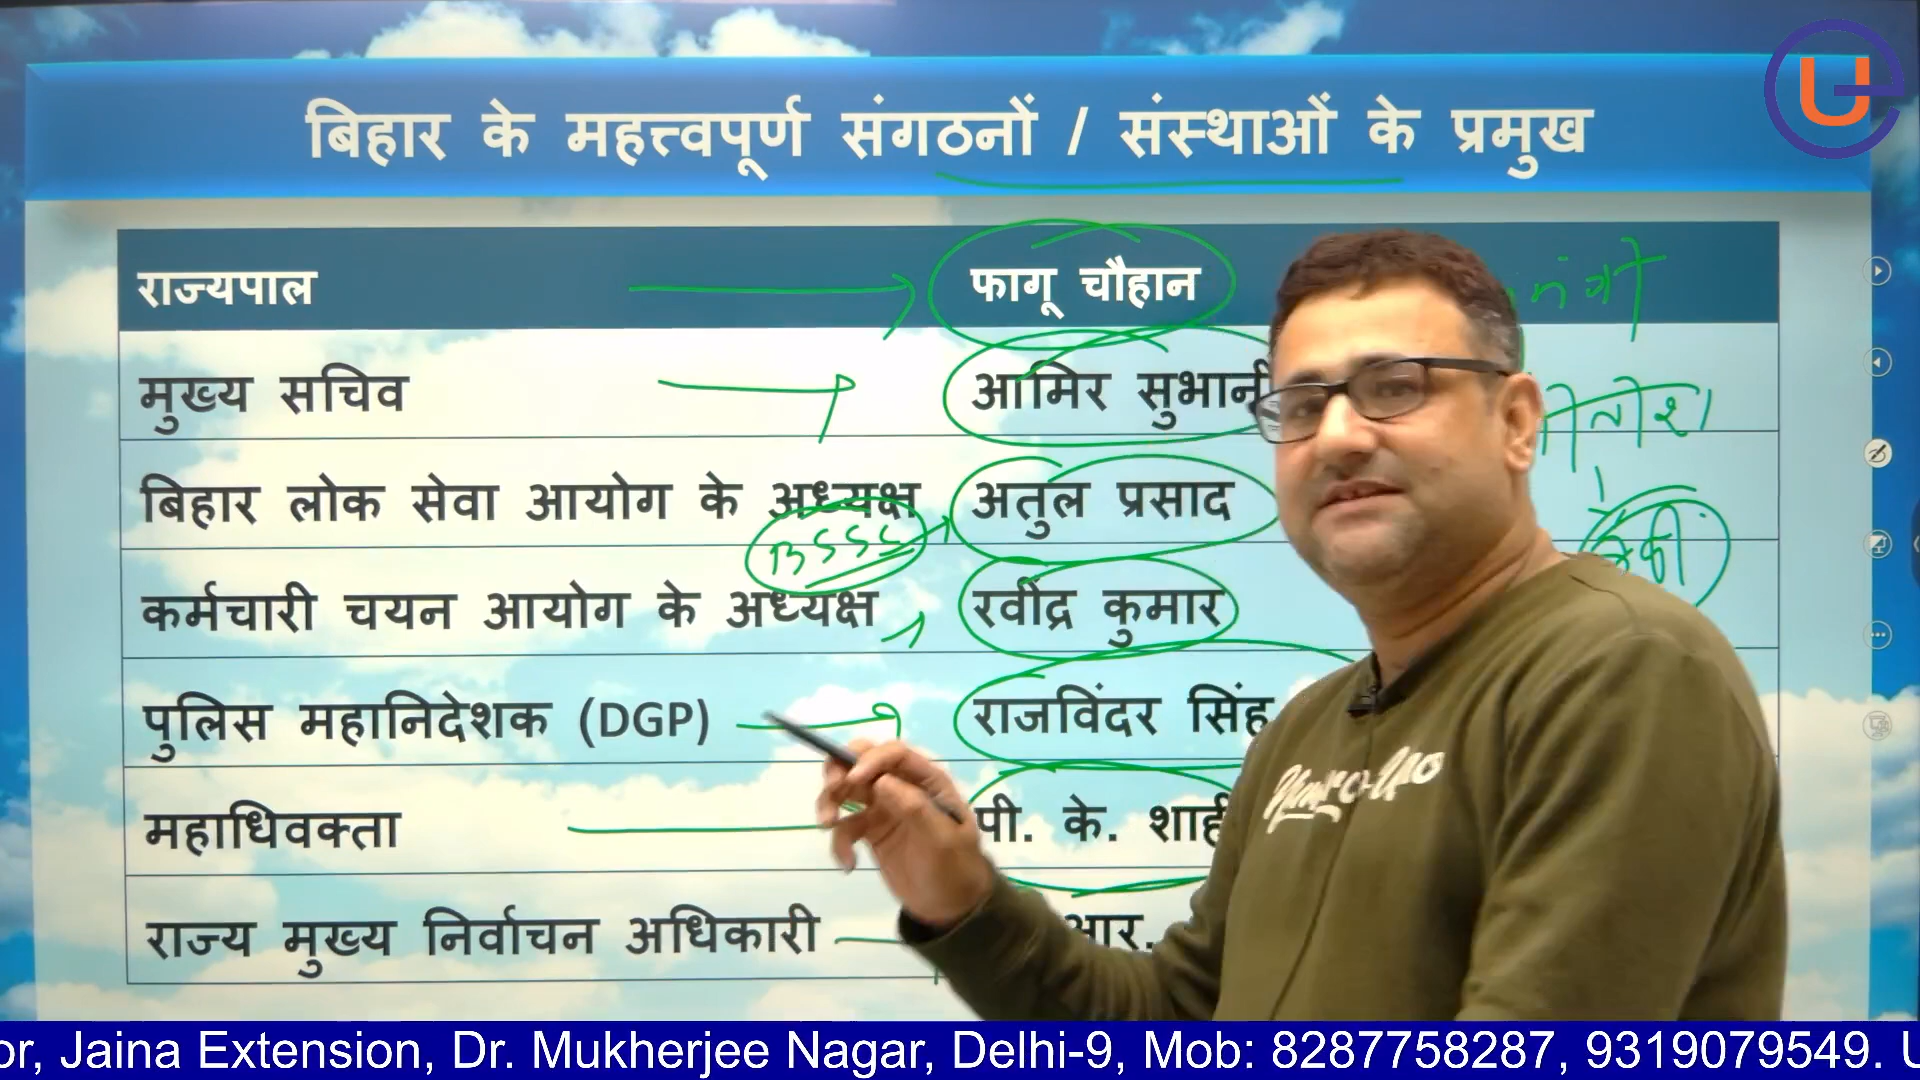 बिहार के महत्त्वपूर्ण संगठनों / संस्थाओं के प्रमुख
राज्यपाल फागू चौहान
मुख्य सचिव आमिर सुभानी
बिहार लोक सेवा आयोग के अध्यक्ष अतुल प्रसाद
BSSC
कर्मचारी चयन आयोग के अध्यक्ष रवींद्र कुमार
पुलिस महानिदेशक (DGP) राजविंदर सिंह
महाधिवक्ता पी. के. शाही
राज्य मुख्य निर्वाचन अधिकारी आर.
or, Jaina Extension, Dr. Mukherjee Nagar, Delhi-9, Mob: 8287758287, 9319079549. U